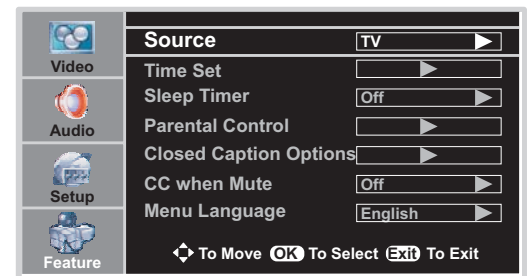 Video
Audio
Setup
Feature
Source TV
Time Set
Sleep Timer Off
Parental Control
Closed Caption Options
CC when Mute Off
Menu Language English
To Move OK To Select Exit To Exit